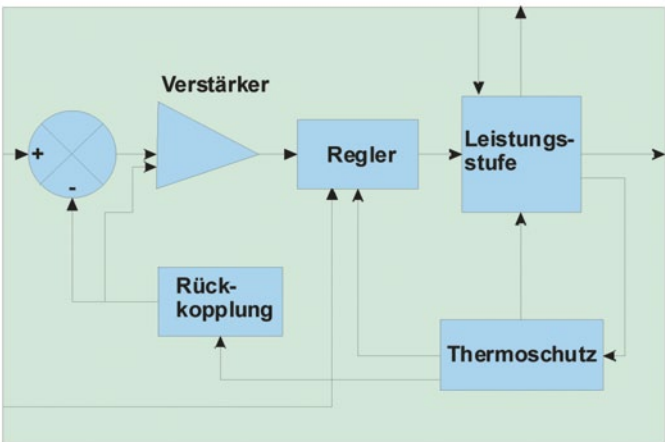 Verstärker
+
-
Regler
Leistungs-
stufe
Rück-
kopplung
Thermoschutz